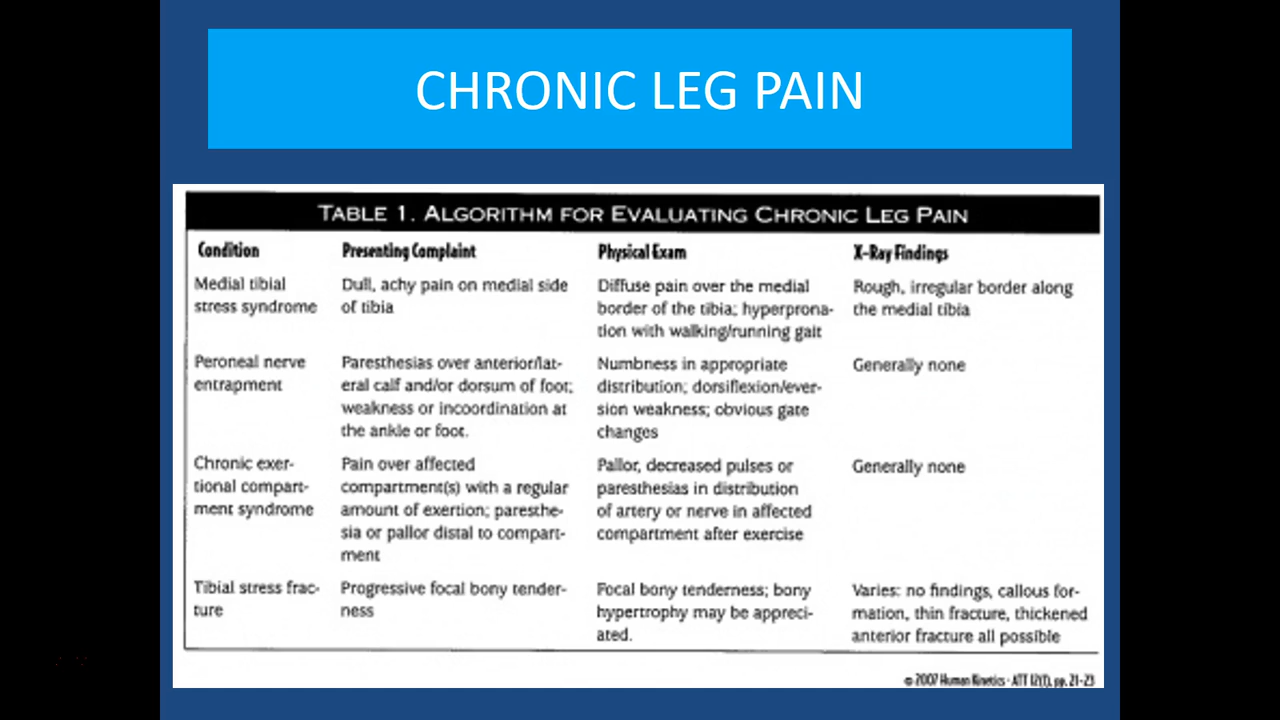 CHRONIC LEG PAIN
TABLE 1. ALGORITHM FOR EVALUATING CHRONIC LEG PAIN
Condition Presenting Complaint Physical Exam X-Ray Findings
Medial tibial
stress syndrome
Dull, achy pain on medial side
of tibia
Diffuse pain over the medial
border of the tibia; hyperprona-
tion with walking/running gait
Rough, irregular border along
the medial tibia
Peroneal nerve
entrapment
Paresthesias over anterior/lat-
eral calf and/or dorsum of foot;
weakness or incoordination at
the ankle or foot.
Numbness in appropriate
distribution; dorsiflexion/ever-
sion weakness; obvious gate
changes
Generally none
Chronic exer-
tional compart-
ment syndrome
Pain over affected
compartment(s) with a regular
amount of exertion; paresthe-
sia or pallor distal to compart-
ment
Pallor, decreased pulses or
paresthesias in distribution
of artery or nerve in affected
compartment after exercise
Generally none
Tibial stress frac-
ture
Progressive focal bony tender-
ness
Focal bony tenderness; bony
hypertrophy may be appreci-
ated.
Varies: no findings, callous for-
mation, thin fracture, thickened
anterior fracture all possible
© 2007 Human Kinetics - ATT 12(1), pp. 21-23